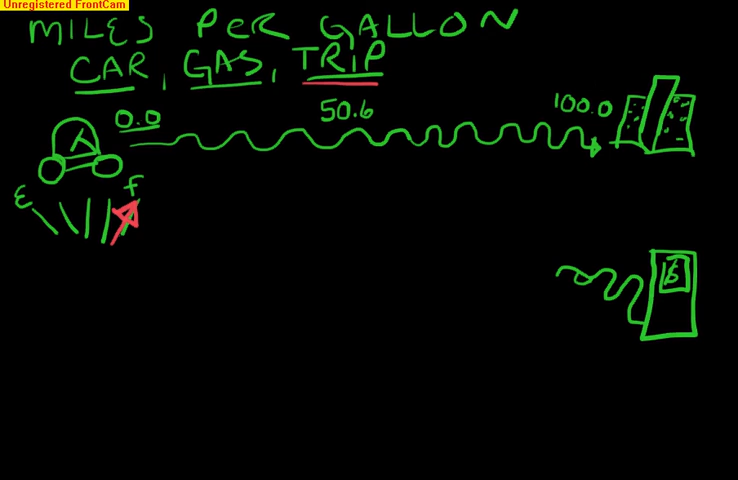 Unregistered FrontCam
MILES PER GALLON
CAR, GAS, TRIP
0.0 50.6 100.0
E F